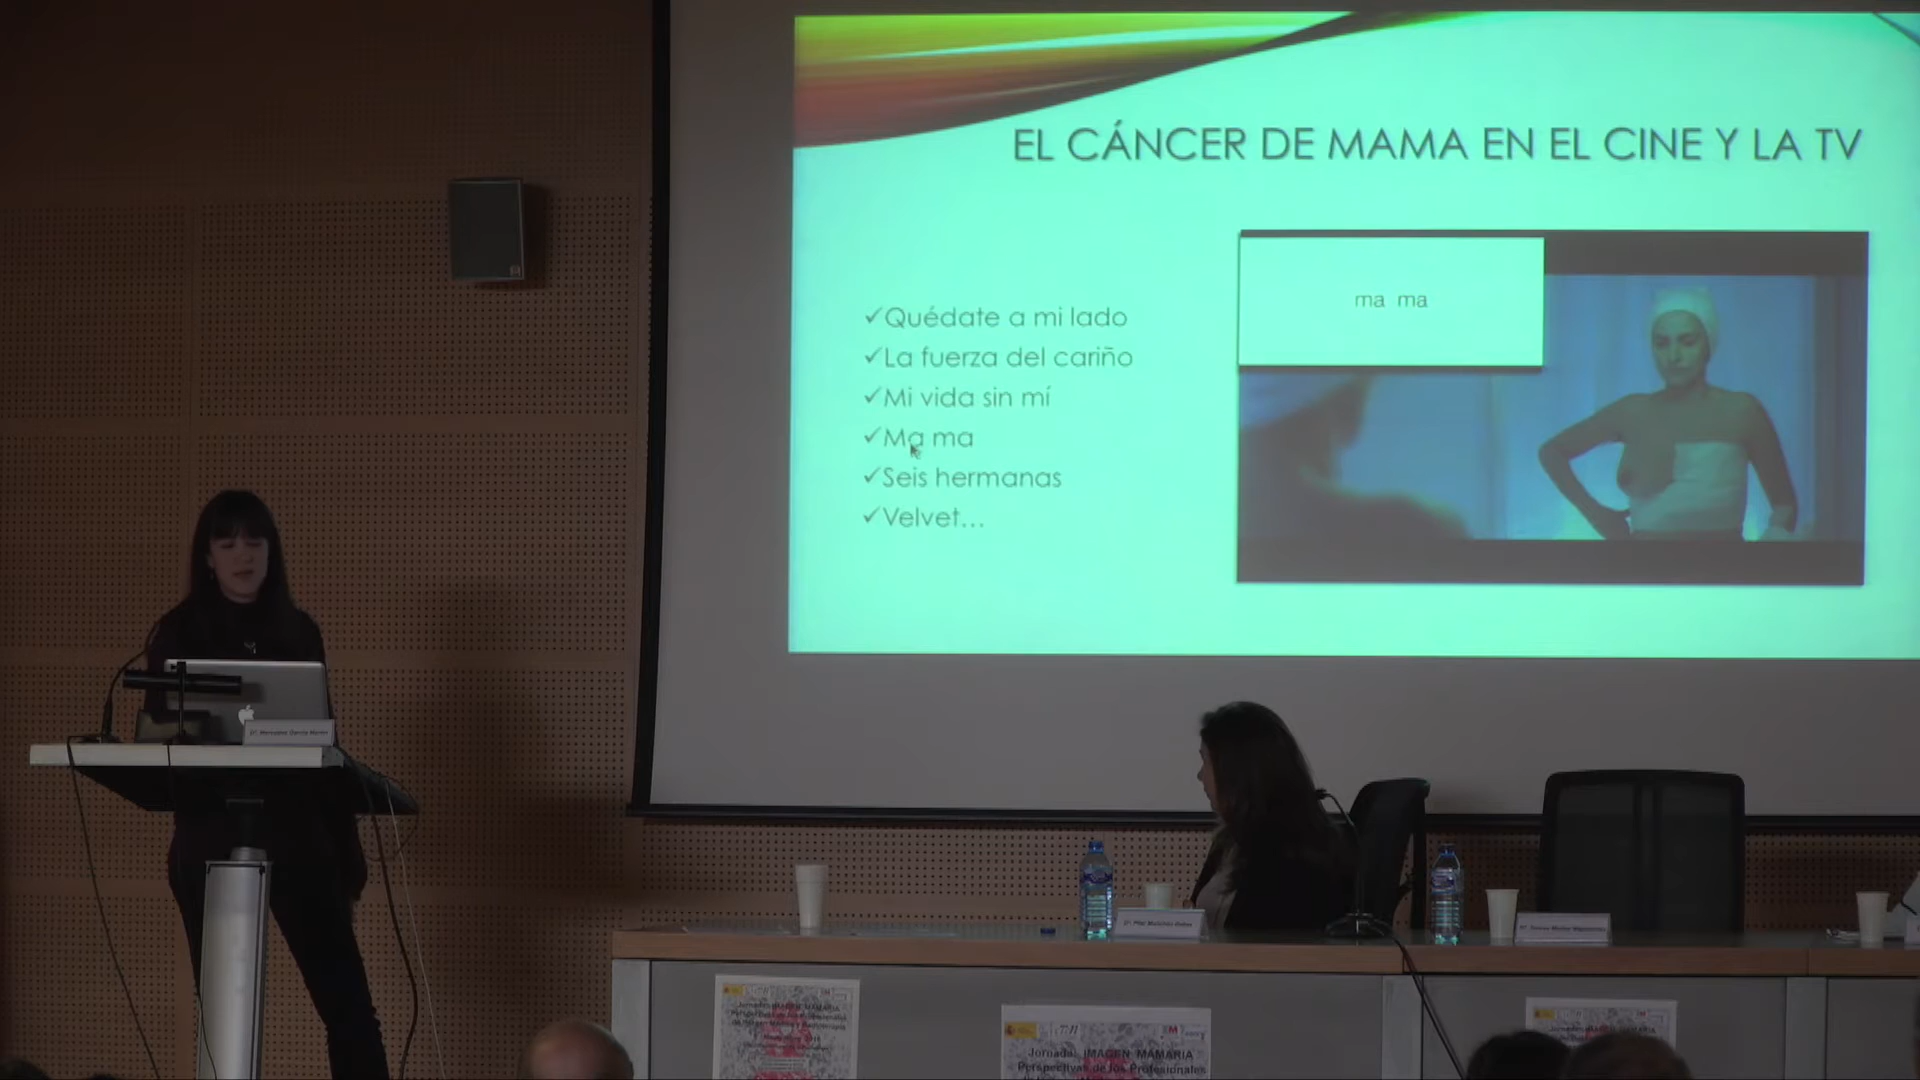 EL CÁNCER DE MAMA EN EL CINE Y LA TV
ma ma
✓Quédate a mi lado
✓La fuerza del cariño
✓Mi vida sin mí
✓Ma ma
✓Seis hermanas
✓Velvet...
Jornada: IMAGEN MAMARIA
Perspectivas de los Profesionales